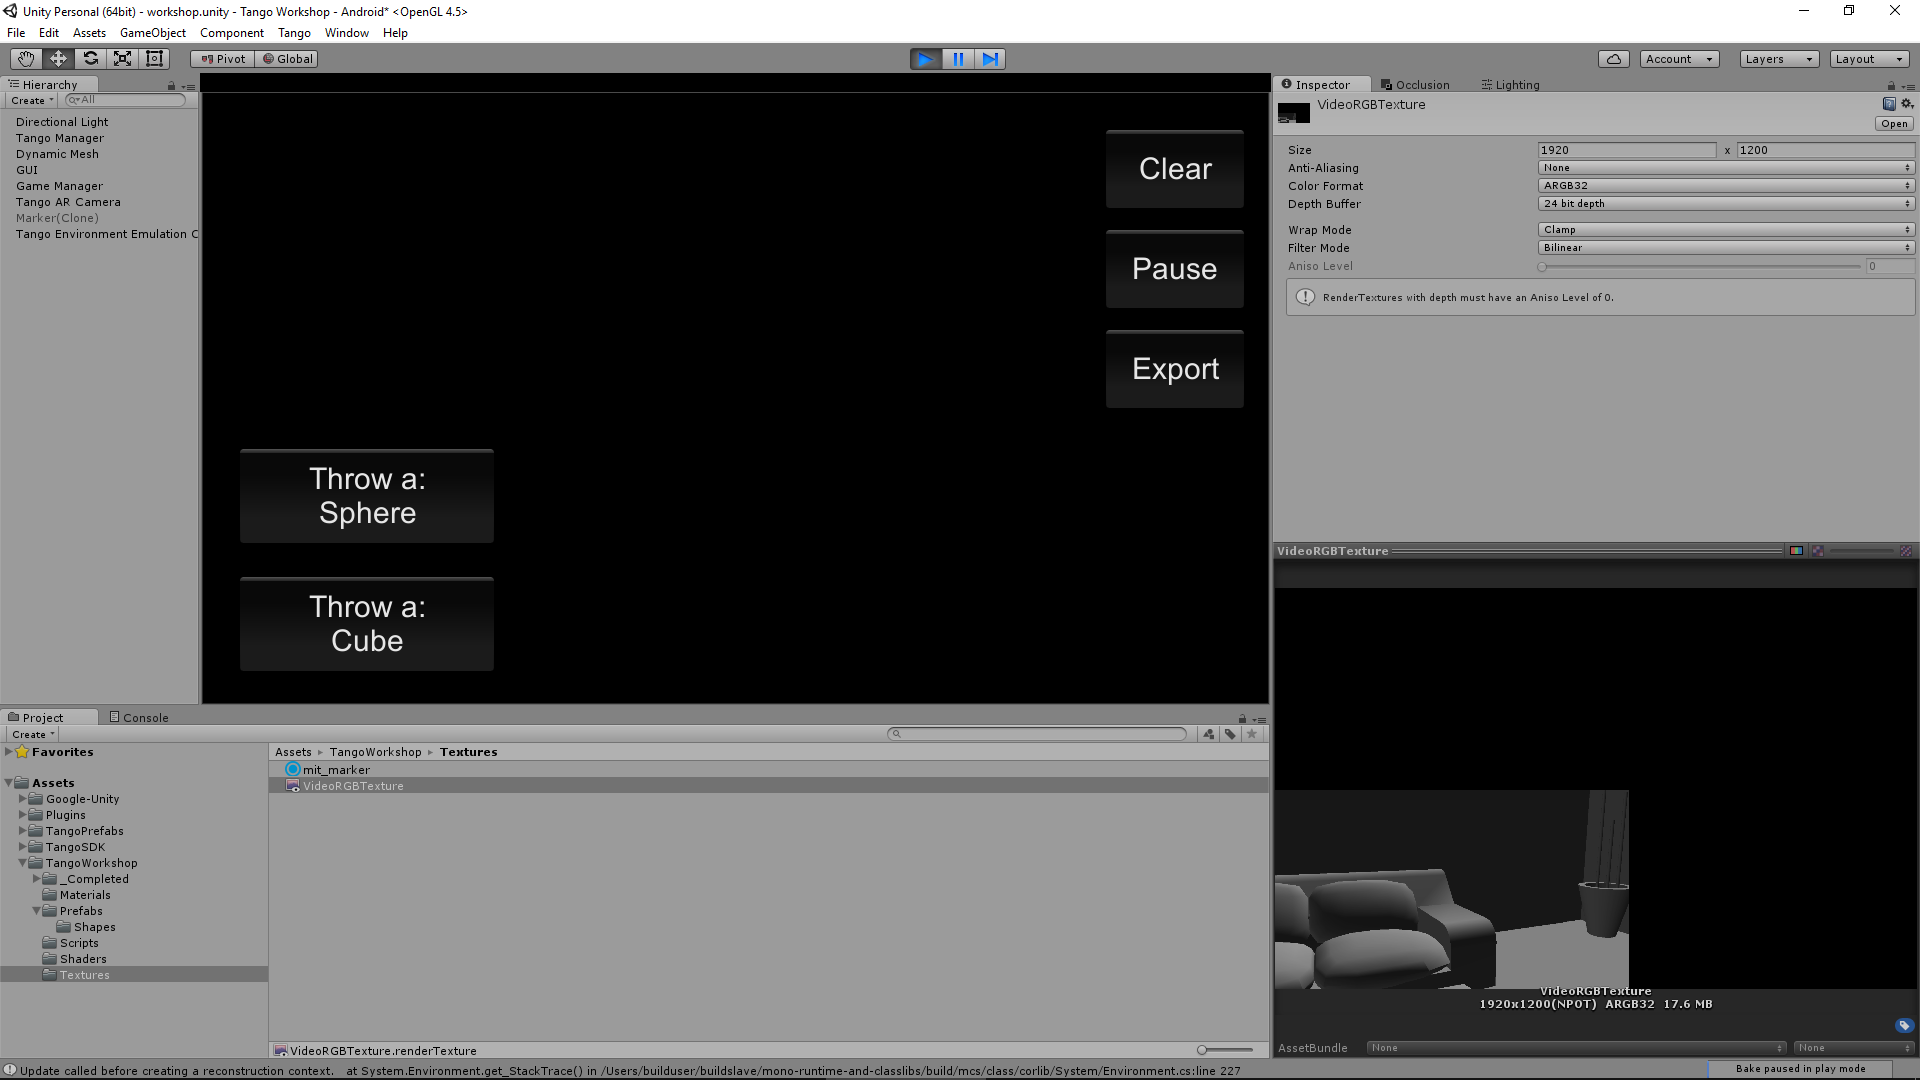 Unity Personal (64bit) - workshop.unity - Tango Workshop - Android* <OpenGL 4.5>
File Edit Assets GameObject Component Tango Window Help
Pivot Global Account Layers Layout
Hierarchy
Create All
Directional Light
Tango Manager
Dynamic Mesh
GUI
Game Manager
Tango AR Camera
Marker(Clone)
Tango Environment Emulation C
Clear
Pause
Export
Throw a:
Sphere
Throw a:
Cube
Inspector Occlusion Lighting
VideoRGBTexture
Open
Size 1920 x 1200
Anti-Aliasing None
Color Format ARGB32
Depth Buffer 24 bit depth
Wrap Mode Clamp
Filter Mode Bilinear
Aniso Level 0
RenderTextures with depth must have an Aniso Level of 0.
VideoRGBTexture
VideoRGBTexture
1920x1200(NPOT) ARGB32 17.6 MB
AssetBundle None None
Project Console
Create
Favorites
Assets
Google-Unity
Plugins
TangoPrefabs
TangoSDK
TangoWorkshop
_Completed
Materials
Prefabs
Shapes
Scripts
Shaders
Textures
Assets TangoWorkshop Textures
mit_marker
VideoRGBTexture
VideoRGBTexture.renderTexture
Update called before creating a reconstruction context. at System.Environment.get_StackTrace() in /Users/builduser/buildslave/mono-runtime-and-classlibs/build/mcs/class/corlib/System/Environment.cs:line 227
Bake paused in play mode